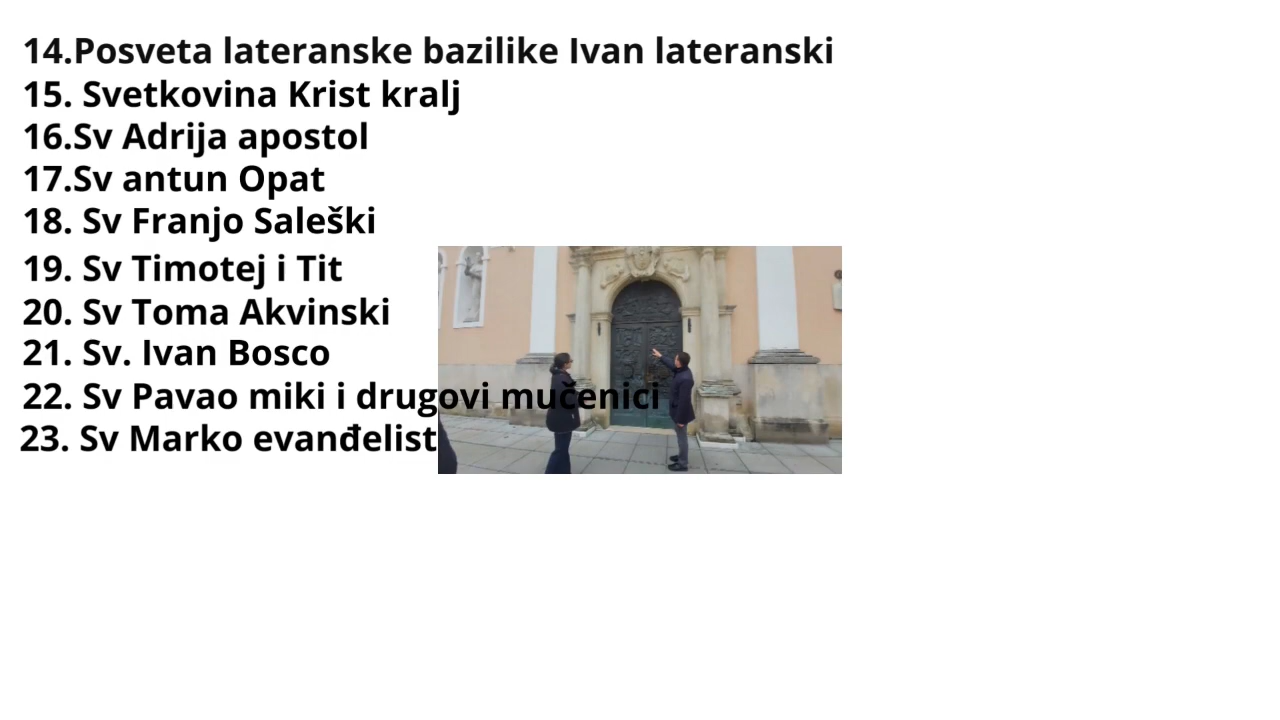 14.Posveta lateranske bazilike Ivan lateranski
15. Svetkovina Krist kralj
16.Sv Adrija apostol
17.Sv antun Opat
18. Sv Franjo Saleški
19. Sv Timotej i Tit
20. Sv Toma Akvinski
21. Sv. Ivan Bosco
22. Sv Pavao miki i drugovi mučenici
23. Sv Marko evanđelist